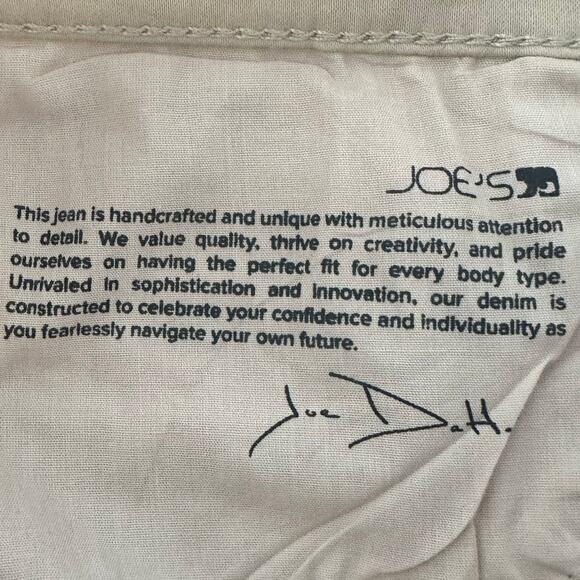 JOE'S
This jean is handcrafted and unique with meticulous attention
to detail. We value quality, thrive on creativity, and pride
ourselves on having the perfect fit for every body type.
Unrivaled in sophistication and innovation, our denim is
constructed to celebrate your confidence and individuality as
you fearlessly navigate your own future.
Joe